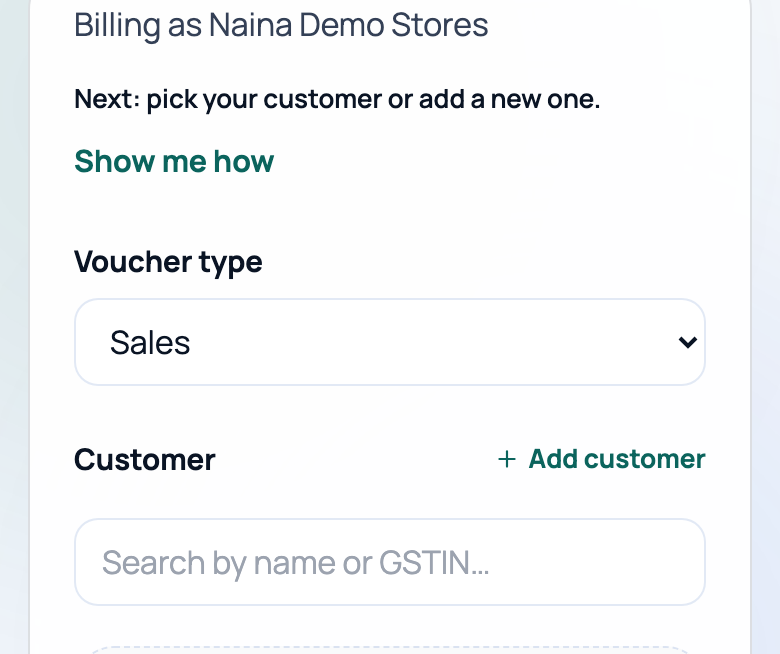 Billing as Naina Demo Stores
Next: pick your customer or add a new one.
Show me how
Voucher type
Sales
Customer
+ Add customer
Search by name or GSTIN...